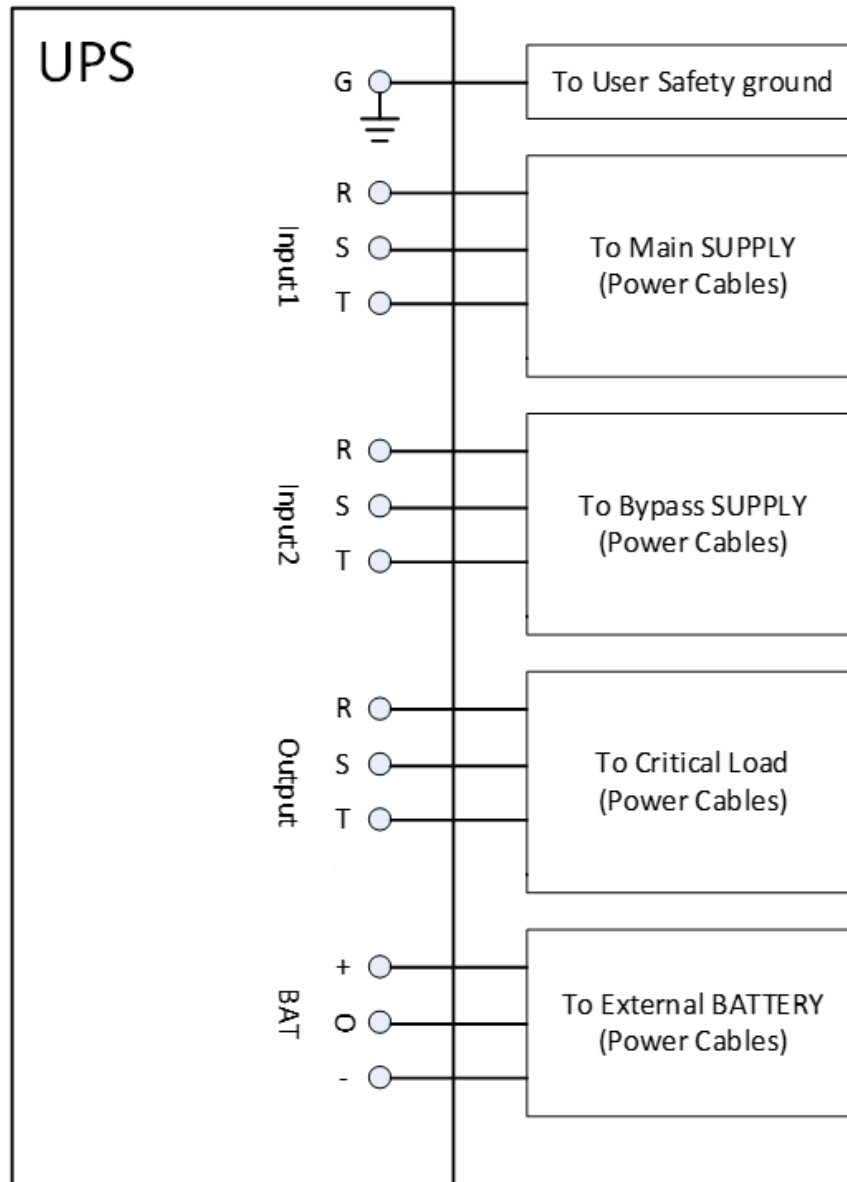 UPS
G
To User Safety ground
Input1
R
S
T
To Main SUPPLY
(Power Cables)
Input2
R
S
T
To Bypass SUPPLY
(Power Cables)
Output
R
S
T
To Critical Load
(Power Cables)
BAT
+
O
-
To External BATTERY
(Power Cables)